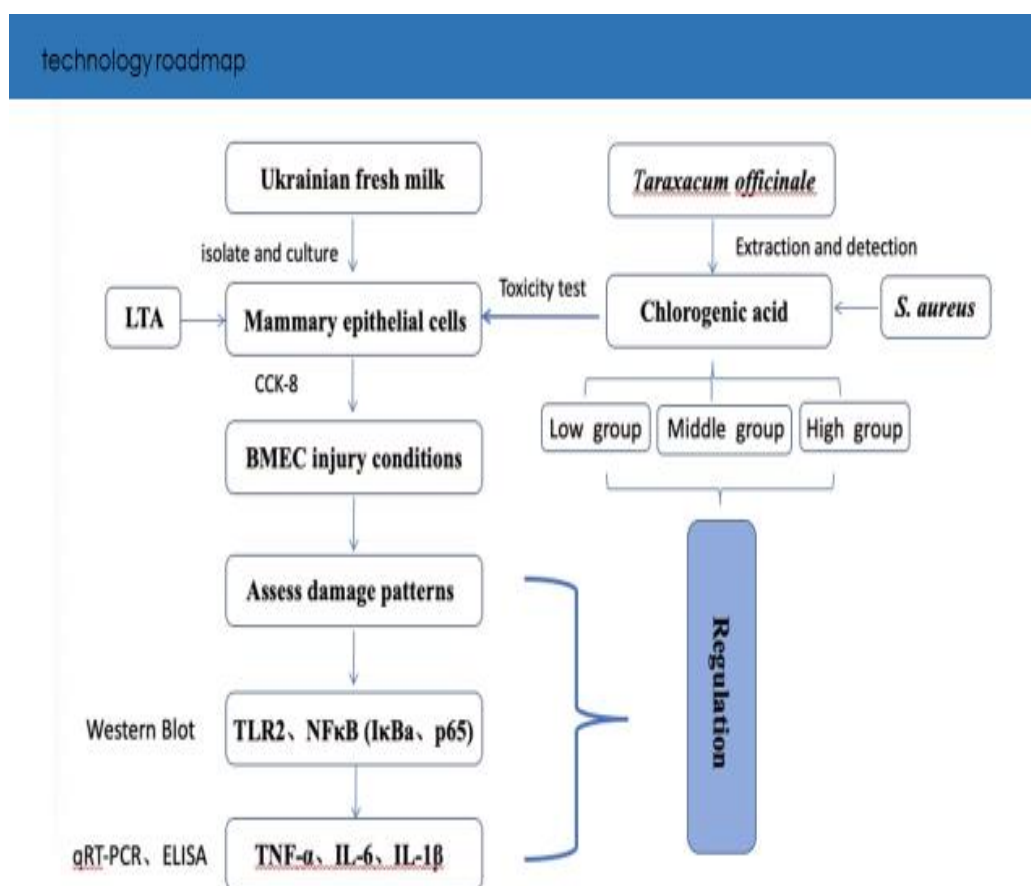 technology roadmap
Ukrainian fresh milk
Taraxacum officinale
isolate and culture
Extraction and detection
LTA
Mammary epithelial cells
Toxicity test
Chlorogenic acid
S. aureus
CCK-8
Low group
Middle group
High group
BMEC injury conditions
Assess damage patterns
Regulation
Western Blot
TLR2、NFκB (IκBa、p65)
qRT-PCR、ELISA
TNF-α、IL-6、IL-1β